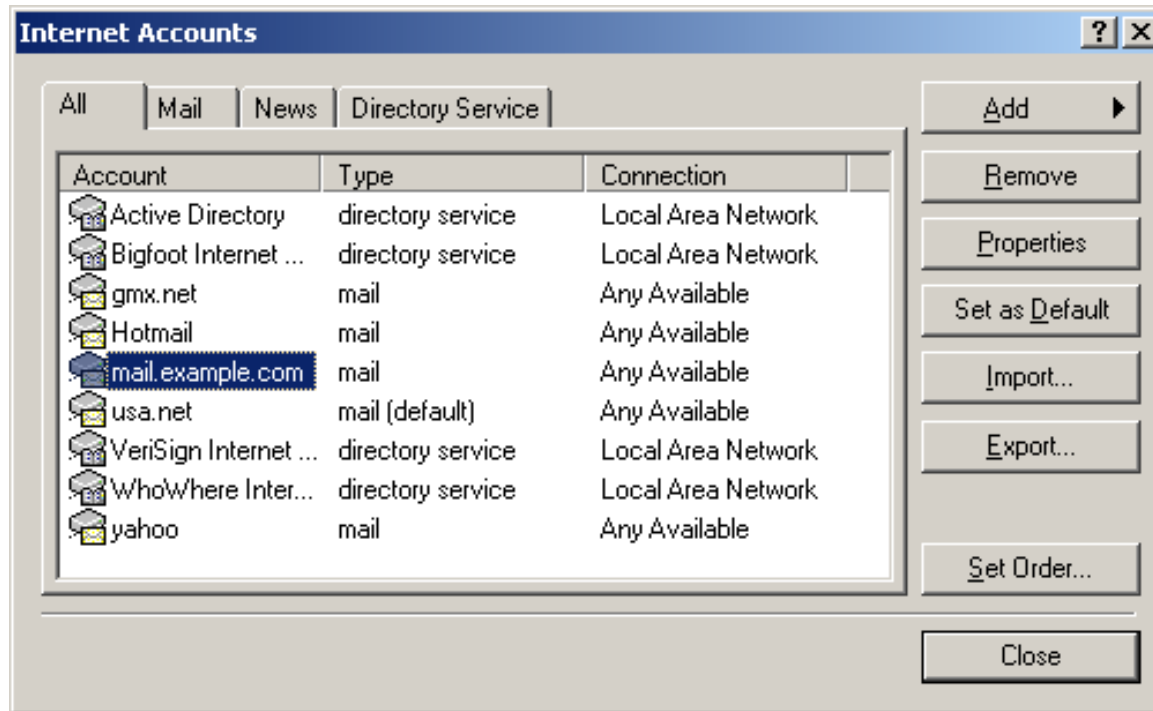 Internet Accounts
All Mail News Directory Service
Account Type Connection
Active Directory directory service Local Area Network
Bigfoot Internet ... directory service Local Area Network
gmx.net mail Any Available
Hotmail mail Any Available
mail.example.com mail Any Available
usa.net mail (default) Any Available
VeriSign Internet ... directory service Local Area Network
WhoWhere Inter... directory service Local Area Network
yahoo mail Any Available
Add
Remove
Properties
Set as Default
Import...
Export...
Set Order...
Close